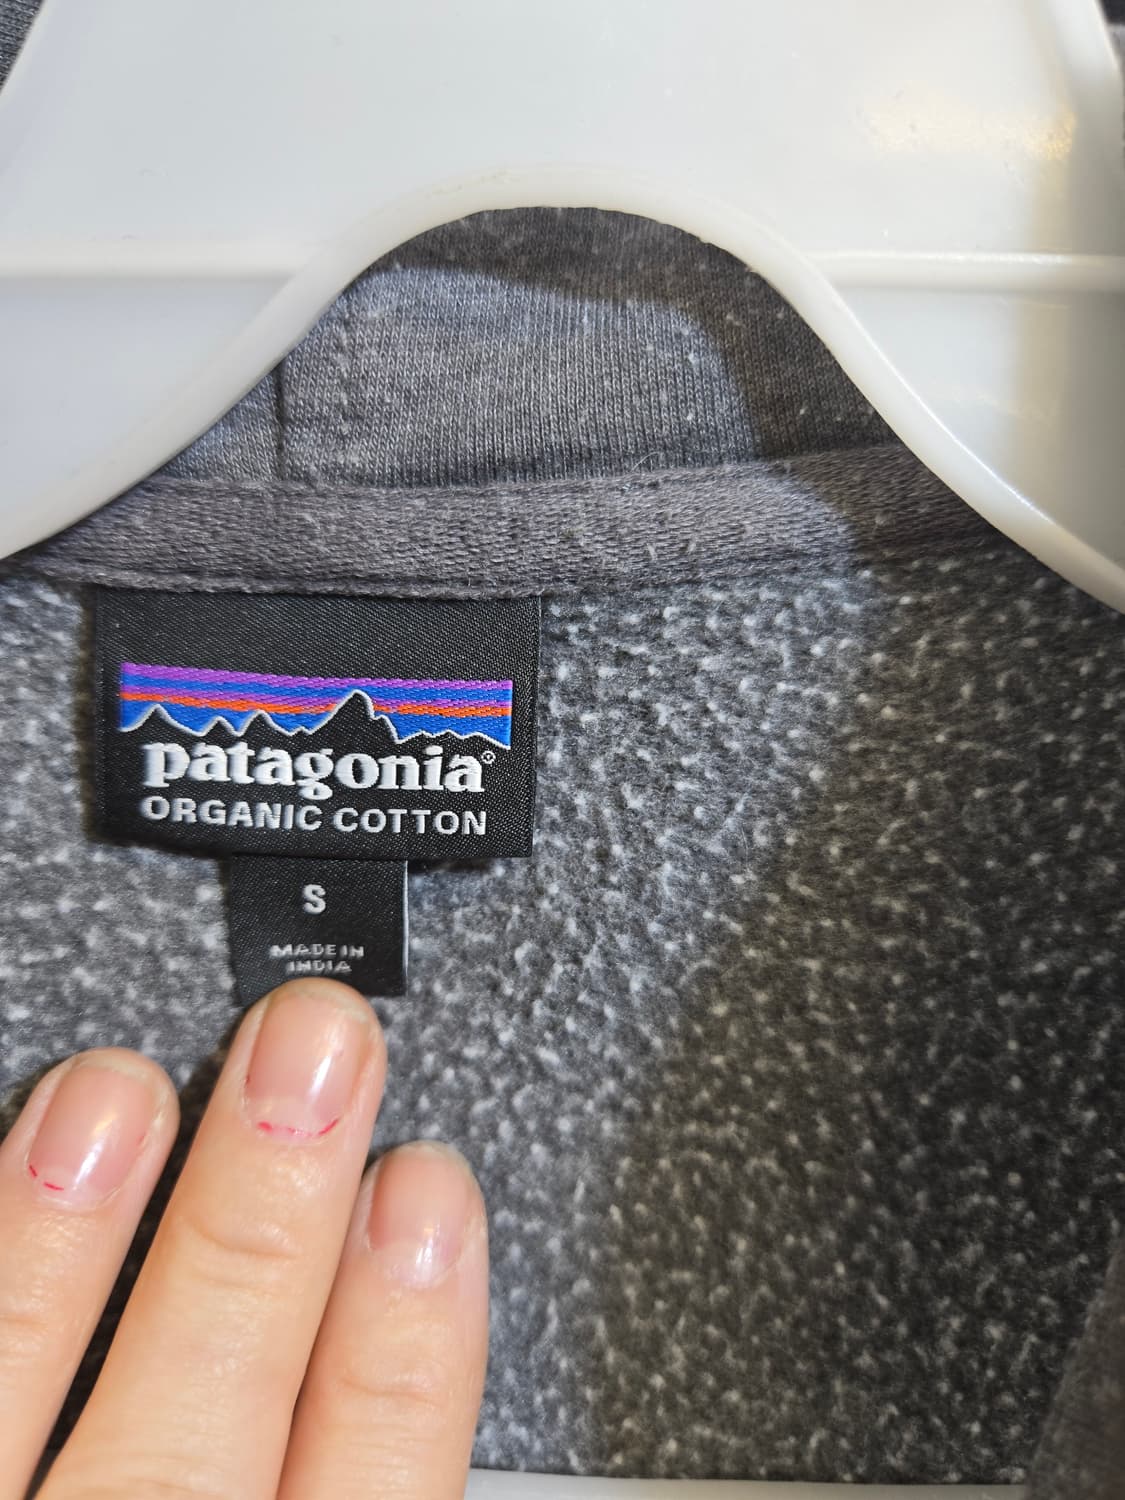 patagonia®
ORGANIC COTTON
S
MADE IN
INDIA